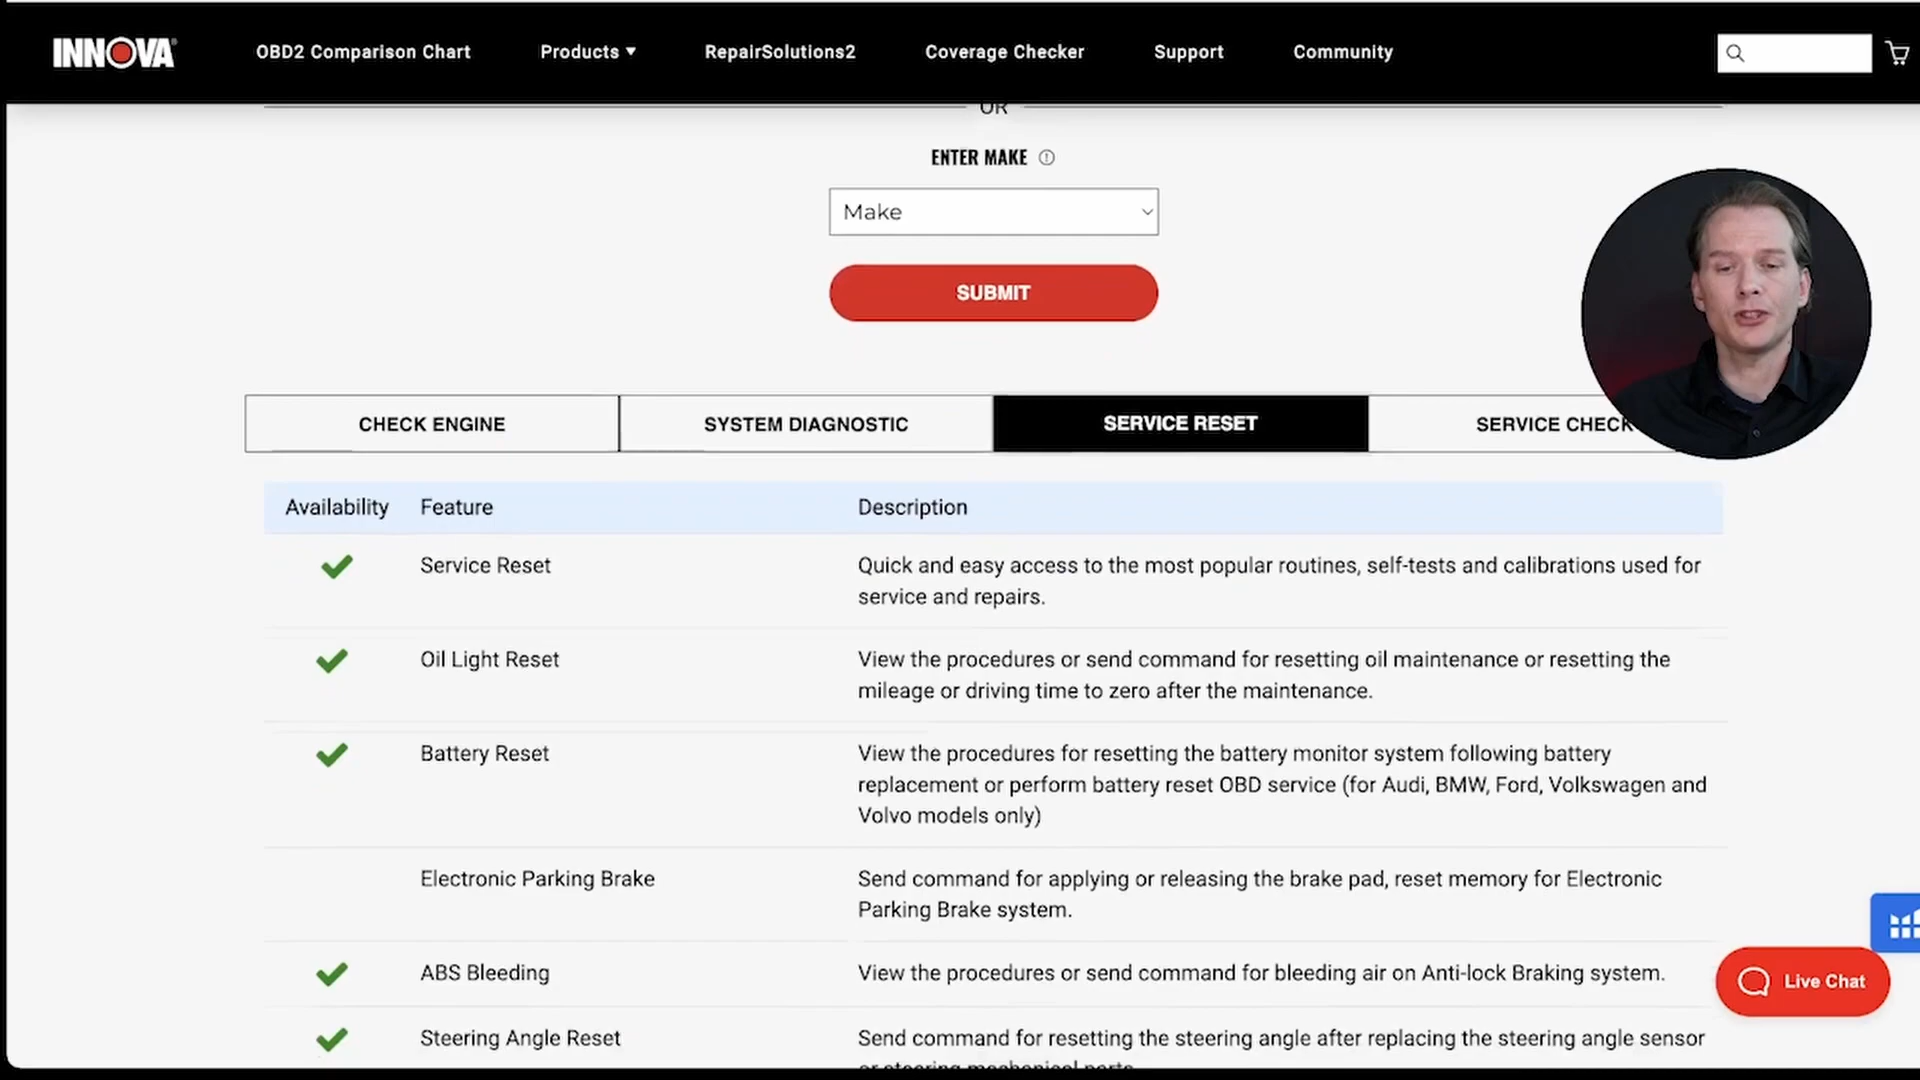 INNOVA
OBD2 Comparison Chart
Products
RepairSolutions2
Coverage Checker
Support
Community
OR
ENTER MAKE
Make
SUBMIT
CHECK ENGINE
SYSTEM DIAGNOSTIC
SERVICE RESET
SERVICE CHECK
Availability Feature Description
Service Reset
Quick and easy access to the most popular routines, self-tests and calibrations used for
service and repairs.
Oil Light Reset
View the procedures or send command for resetting oil maintenance or resetting the
mileage or driving time to zero after the maintenance.
Battery Reset
View the procedures for resetting the battery monitor system following battery
replacement or perform battery reset OBD service (for Audi, BMW, Ford, Volkswagen and
Volvo models only)
Electronic Parking Brake
Send command for applying or releasing the brake pad, reset memory for Electronic
Parking Brake system.
ABS Bleeding
View the procedures or send command for bleeding air on Anti-lock Braking system.
Steering Angle Reset
Send command for resetting the steering angle after replacing the steering angle sensor
or steering mechanical parts.
Live Chat